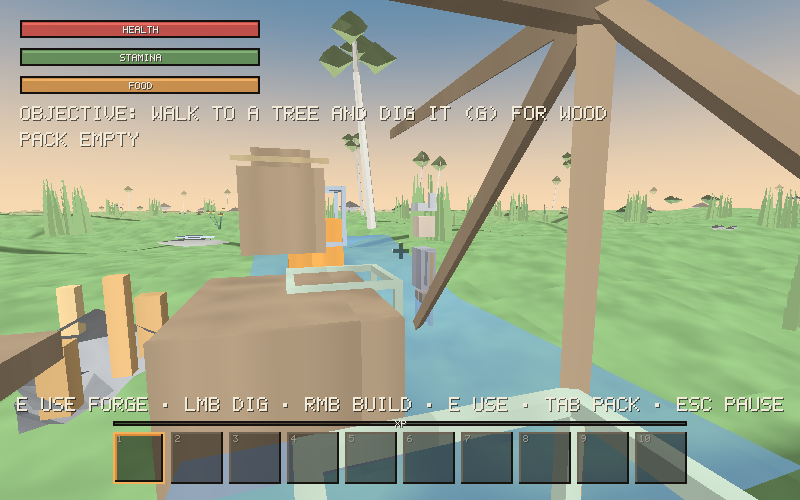 HEALTH
STAMINA
FOOD
OBJECTIVE: WALK TO A TREE AND DIG IT (G) FOR WOOD
PACK EMPTY
E USE FORGE · LMB DIG · RMB BUILD · E USE · TAB PACK · ESC PAUSE
XP
1 2 3 4 5 6 7 8 9 10